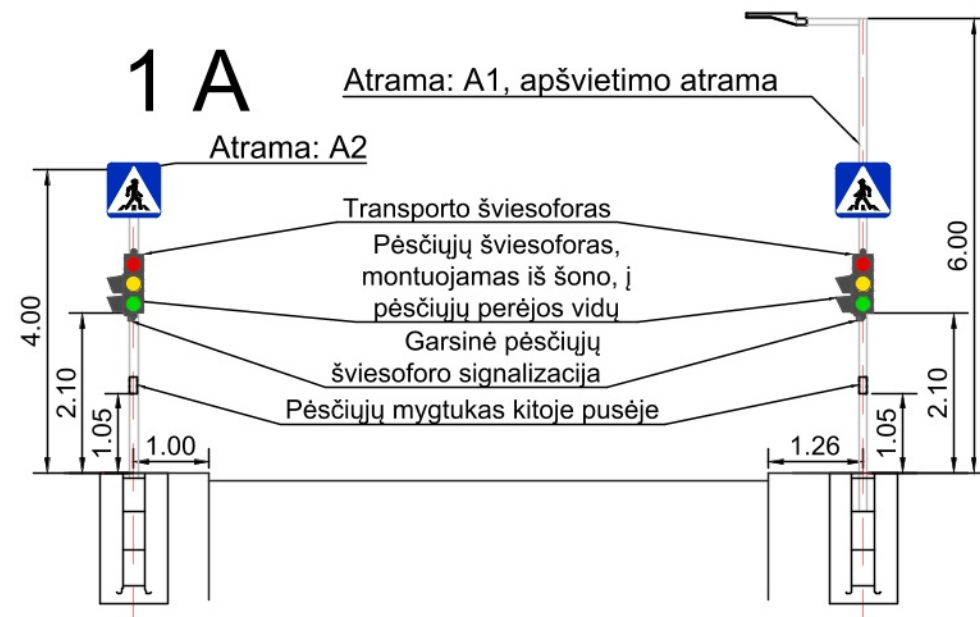 1 A
Atrama: A1, apšvietimo atrama
Atrama: A2
Transporto šviesoforas
Pėsčiųjų šviesoforas,
montuojamas iš šono, į
pėsčiųjų perėjos vidų
Garsinė pėsčiųjų
šviesoforo signalizacija
Pėsčiųjų mygtukas kitoje pusėje
4.00
2.10
1.05
1.00
1.26
1.05
2.10
6.00